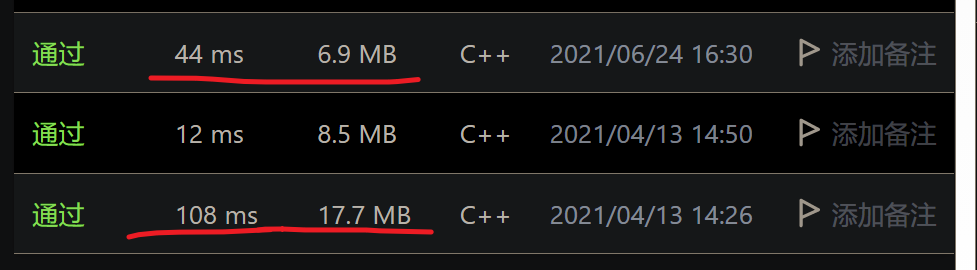 通过 44 ms 6.9 MB C++ 2021/06/24 16:30 添加备注
通过 12 ms 8.5 MB C++ 2021/04/13 14:50 添加备注
通过 108 ms 17.7 MB C++ 2021/04/13 14:26 添加备注